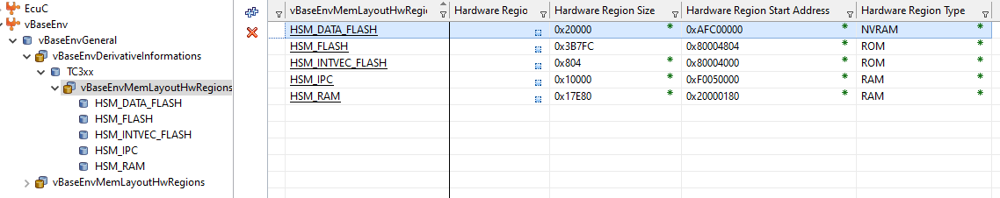 EcuC
vBaseEnv
vBaseEnvGeneral
vBaseEnvDerivativeInformations
TC3xx
vBaseEnvMemLayoutHwRegions
HSM_DATA_FLASH
HSM_FLASH
HSM_INTVEC_FLASH
HSM_IPC
HSM_RAM
vBaseEnvMemLayoutHwRegions
vBaseEnvMemLayoutHwRegi Hardware Regio Hardware Region Size Hardware Region Start Address Hardware Region Type
HSM_DATA_FLASH 0x20000 * 0xAFC00000 * NVRAM *
HSM_FLASH 0x3B7FC 0x80004804 * ROM *
HSM_INTVEC_FLASH 0x804 * 0x80004000 * ROM *
HSM_IPC 0x10000 * 0xF0050000 * RAM *
HSM_RAM 0x17E80 * 0x20000180 * RAM *